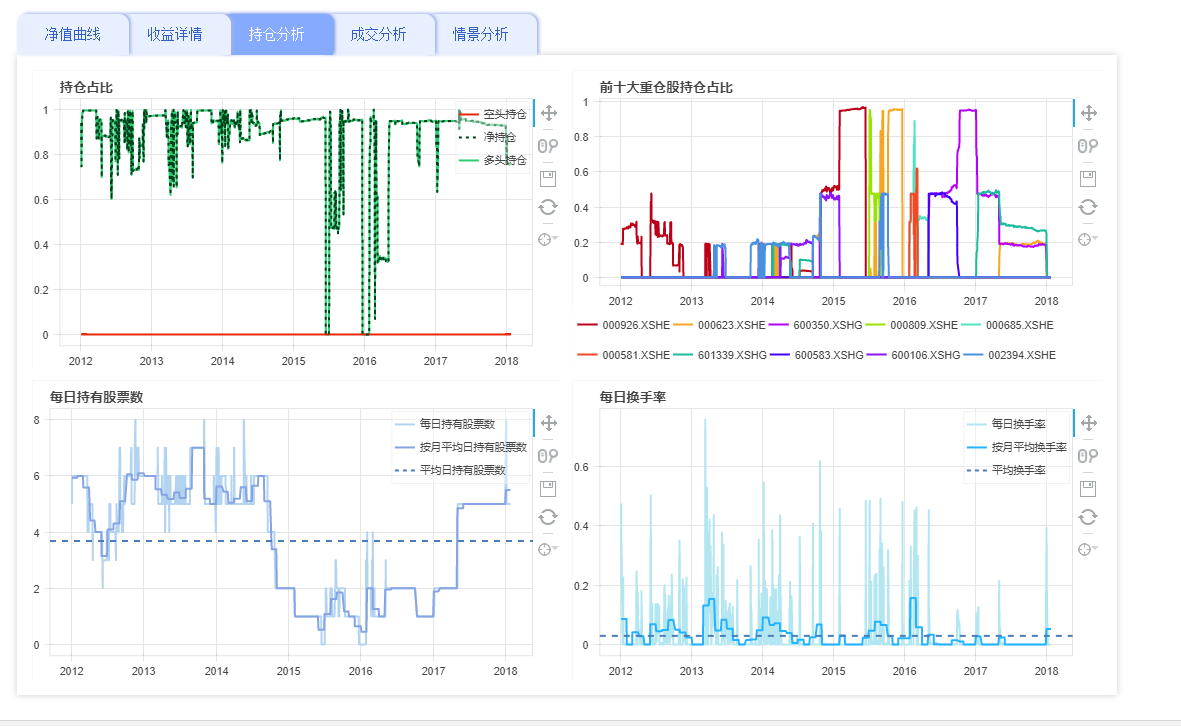 净值曲线 收益详情 持仓分析 成交分析 情景分析
持仓占比
空头持仓
净持仓
多头持仓
1
0.8
0.6
0.4
0.2
0
2012 2013 2014 2015 2016 2017 2018
前十大重仓股持仓占比
1
0.8
0.6
0.4
0.2
0
2012 2013 2014 2015 2016 2017 2018
000926.XSHE 000623.XSHE 600350.XSHG 000809.XSHE 000685.XSHE
000581.XSHE 601339.XSHG 600583.XSHG 600106.XSHG 002394.XSHE
每日持有股票数
每日持有股票数
按月平均日持有股票数
平均日持有股票数
8
6
4
2
0
2012 2013 2014 2015 2016 2017 2018
每日换手率
每日换手率
按月平均换手率
平均换手率
0.6
0.4
0.2
0
2012 2013 2014 2015 2016 2017 2018